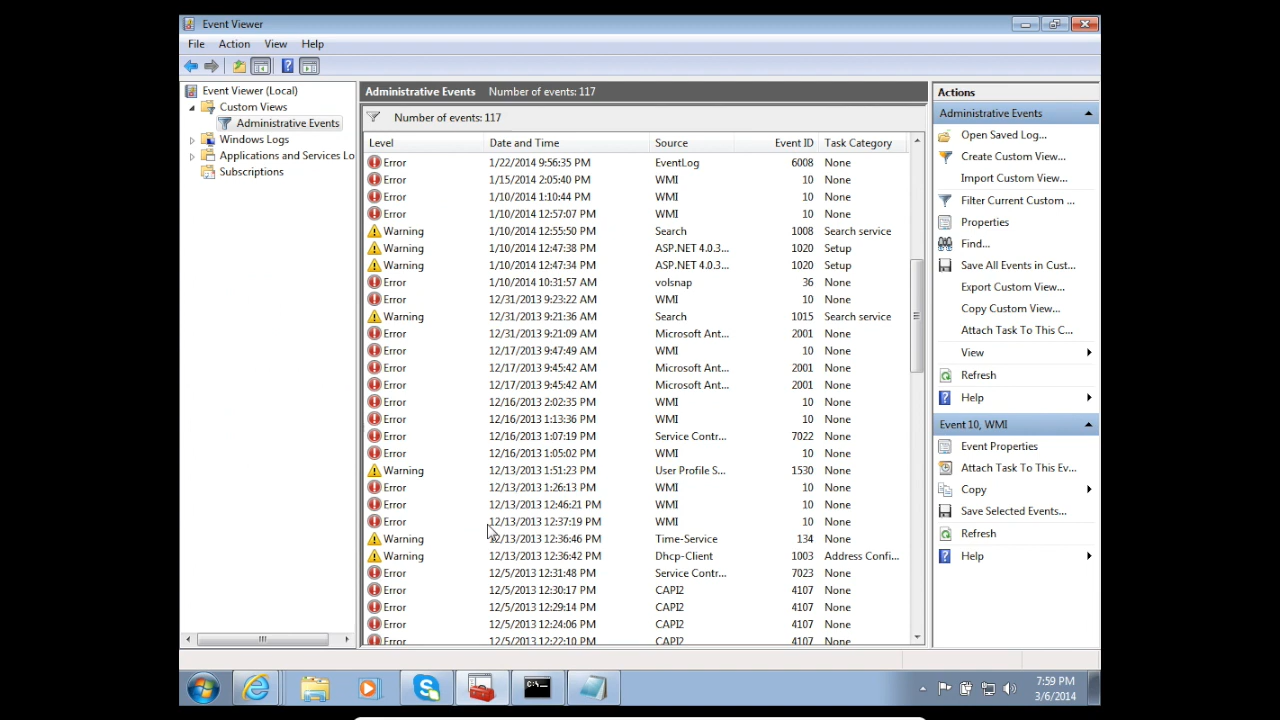 Event Viewer
File Action View Help
Event Viewer (Local)
Custom Views
Administrative Events
Windows Logs
Applications and Services Lo
Subscriptions
Administrative Events Number of events: 117
Number of events: 117
Level Date and Time Source Event ID Task Category
Error 1/22/2014 9:56:35 PM EventLog 6008 None
Error 1/15/2014 2:05:40 PM WMI 10 None
Error 1/10/2014 1:10:44 PM WMI 10 None
Error 1/10/2014 12:57:07 PM WMI 10 None
Warning 1/10/2014 12:55:50 PM Search 1008 Search service
Warning 1/10/2014 12:47:38 PM ASP.NET 4.0.3... 1020 Setup
Warning 1/10/2014 12:47:34 PM ASP.NET 4.0.3... 1020 Setup
Error 1/10/2014 10:31:57 AM volsnap 36 None
Error 12/31/2013 9:23:22 AM WMI 10 None
Warning 12/31/2013 9:21:36 AM Search 1015 Search service
Error 12/31/2013 9:21:09 AM Microsoft Ant... 2001 None
Error 12/17/2013 9:47:49 AM WMI 10 None
Error 12/17/2013 9:45:42 AM Microsoft Ant... 2001 None
Error 12/17/2013 9:45:42 AM Microsoft Ant... 2001 None
Error 12/16/2013 2:02:35 PM WMI 10 None
Error 12/16/2013 1:13:36 PM WMI 10 None
Error 12/16/2013 1:07:19 PM Service Contr... 7022 None
Error 12/16/2013 1:05:02 PM WMI 10 None
Warning 12/13/2013 1:51:23 PM User Profile S... 1530 None
Error 12/13/2013 1:26:13 PM WMI 10 None
Error 12/13/2013 12:46:21 PM WMI 10 None
Error 12/13/2013 12:37:19 PM WMI 10 None
Warning 12/13/2013 12:36:46 PM Time-Service 134 None
Warning 12/13/2013 12:36:42 PM Dhcp-Client 1003 Address Confi...
Error 12/5/2013 12:31:48 PM Service Contr... 7023 None
Error 12/5/2013 12:30:17 PM CAPI2 4107 None
Error 12/5/2013 12:29:14 PM CAPI2 4107 None
Error 12/5/2013 12:24:06 PM CAPI2 4107 None
Error 12/5/2013 12:22:10 PM CAPI2 4107 None
Actions
Administrative Events
Open Saved Log...
Create Custom View...
Import Custom View...
Filter Current Custom ...
Properties
Find...
Save All Events in Cust...
Export Custom View...
Copy Custom View...
Attach Task To This C...
View
Refresh
Help
Event 10, WMI
Event Properties
Attach Task To This Ev...
Copy
Save Selected Events...
Refresh
Help
C:\.
7:59 PM
3/6/2014